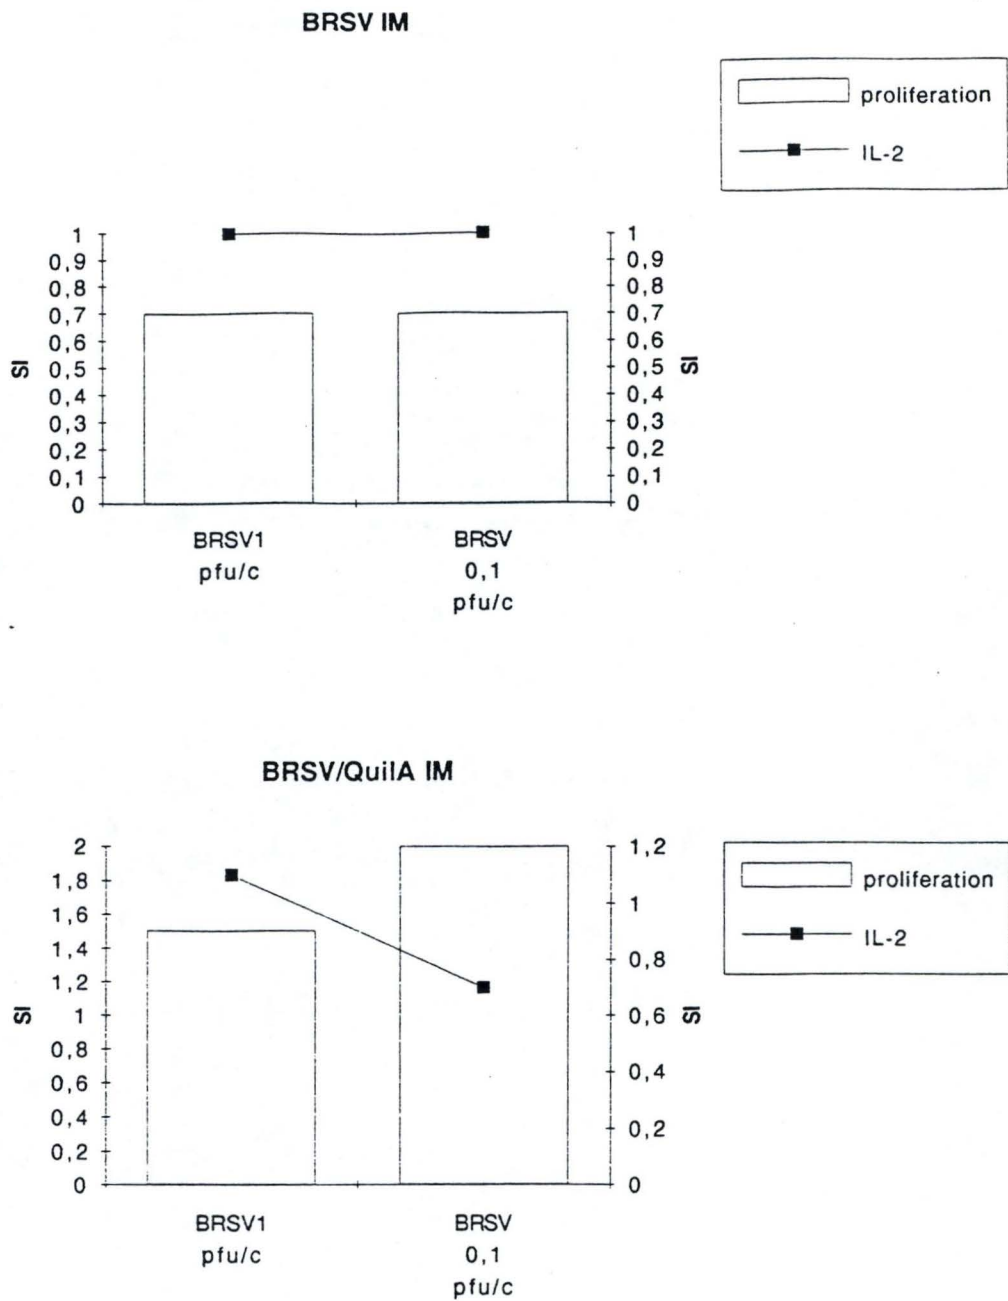 BRSV IM
proliferation
IL-2
1
0,9
0,8
0,7
0,6
0,5
0,4
0,3
0,2
0,1
0
SI
1
0,9
0,8
0,7
0,6
0,5
0,4
0,3
0,2
0,1
0
SI
BRSV1
pfu/c
BRSV
0,1
pfu/c
BRSV/QuilA IM
proliferation
IL-2
2
1,8
1,6
1,4
1,2
1
0,8
0,6
0,4
0,2
0
SI
1,2
1
0,8
0,6
0,4
0,2
0
SI
BRSV1
pfu/c
BRSV
0,1
pfu/c